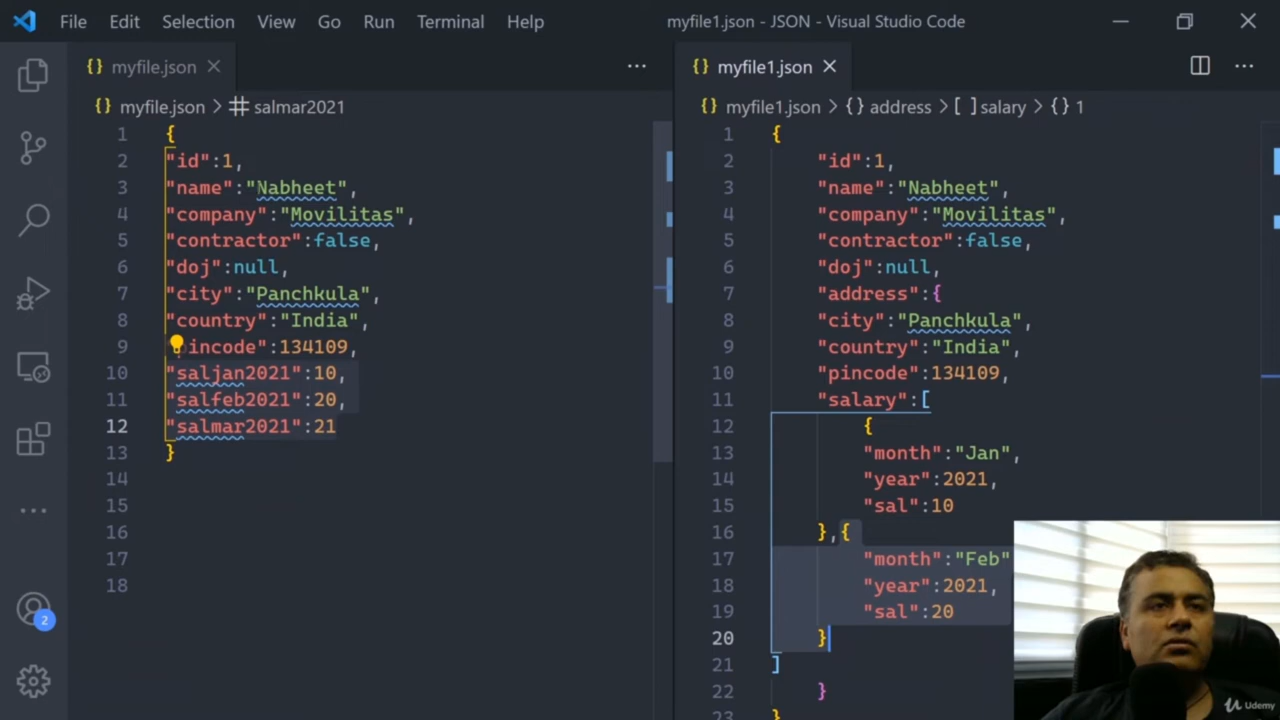 File Edit Selection View Go Run Terminal Help myfile1.json - JSON - Visual Studio Code
{} myfile.json
{} myfile.json > salmar2021
1 {
2 "id":1,
3 "name":"Nabheet",
4 "company":"Movilitas",
5 "contractor":false,
6 "doj":null,
7 "city":"Panchkula",
8 "country":"India",
9 "pincode":134109,
10 "saljan2021":10,
11 "salfeb2021":20,
12 "salmar2021":21
13 }
14
15
16
17
18
2
{} myfile1.json
{} myfile1.json > {} address > [ ] salary > {} 1
1 {
2 "id":1,
3 "name":"Nabheet",
4 "company":"Movilitas",
5 "contractor":false,
6 "doj":null,
7 "address":{
8 "city":"Panchkula",
9 "country":"India",
10 "pincode":134109,
11 "salary":[
12 {
13 "month":"Jan",
14 "year":2021,
15 "sal":10
16 },{
17 "month":"Feb"
18 "year":2021,
19 "sal":20
20 }
21 ]
22 }
23 }
Udemy